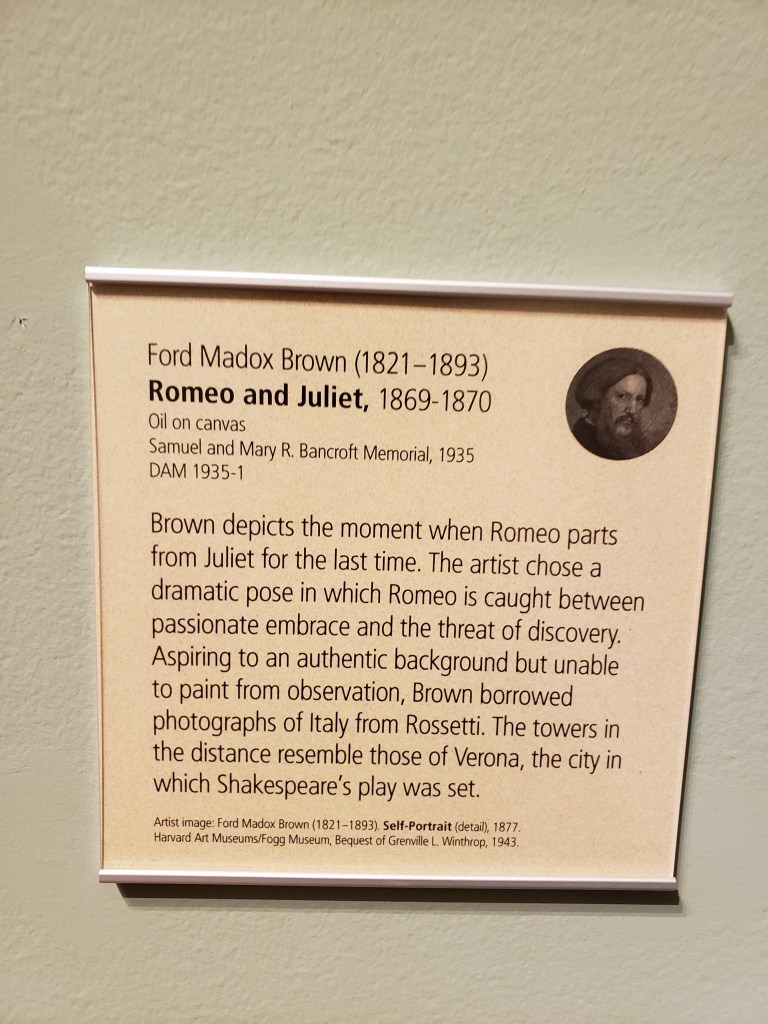 Ford Madox Brown (1821–1893)
Romeo and Juliet, 1869-1870
Oil on canvas
Samuel and Mary R. Bancroft Memorial, 1935
DAM 1935-1
Brown depicts the moment when Romeo parts
from Juliet for the last time. The artist chose a
dramatic pose in which Romeo is caught between
passionate embrace and the threat of discovery.
Aspiring to an authentic background but unable
to paint from observation, Brown borrowed
photographs of Italy from Rossetti. The towers in
the distance resemble those of Verona, the city in
which Shakespeare's play was set.
Artist image: Ford Madox Brown (1821–1893). Self-Portrait (detail), 1877.
Harvard Art Museums/Fogg Museum, Bequest of Grenville L. Winthrop, 1943.